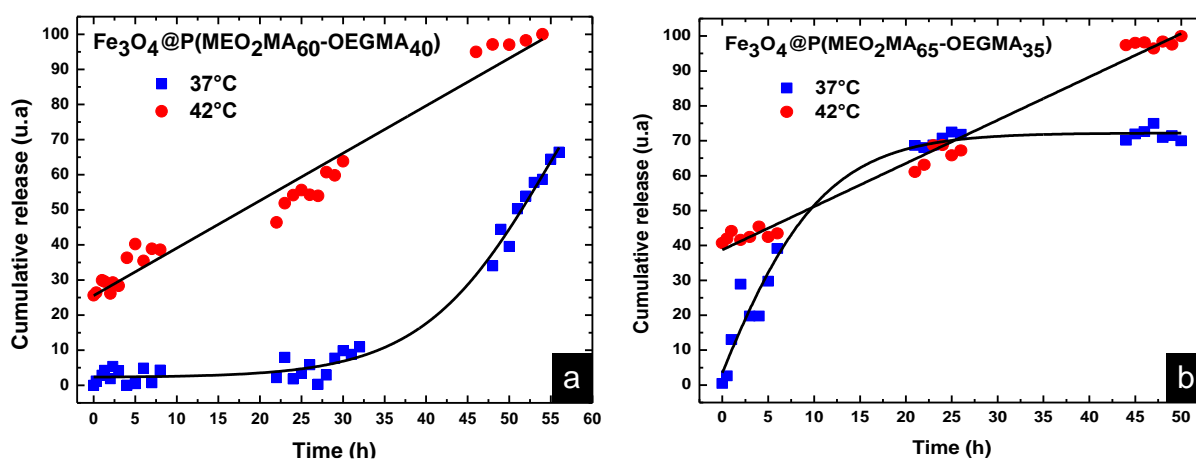 Fe₃O₄@P(MEO₂MA₆₀-OEGMA₄₀)
37°C
42°C
Cumulative release (u.a)
100
90
80
70
60
50
40
30
20
10
0
0 5 10 15 20 25 30 35 40 45 50 55 60
Time (h)
a
Fe₃O₄@P(MEO₂MA₆₅-OEGMA₃₅)
37°C
42°C
Cumulative release (u.a)
100
90
80
70
60
50
40
30
20
10
0
0 5 10 15 20 25 30 35 40 45 50
Time (h)
b